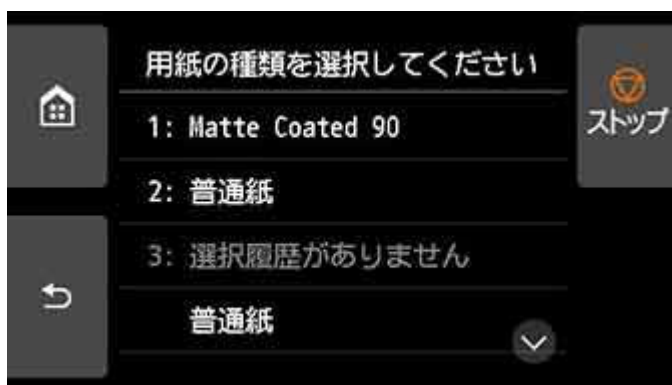 用紙の種類を選択してください
1: Matte Coated 90
ストップ
2: 普通紙
3: 選択履歴がありません
普通紙